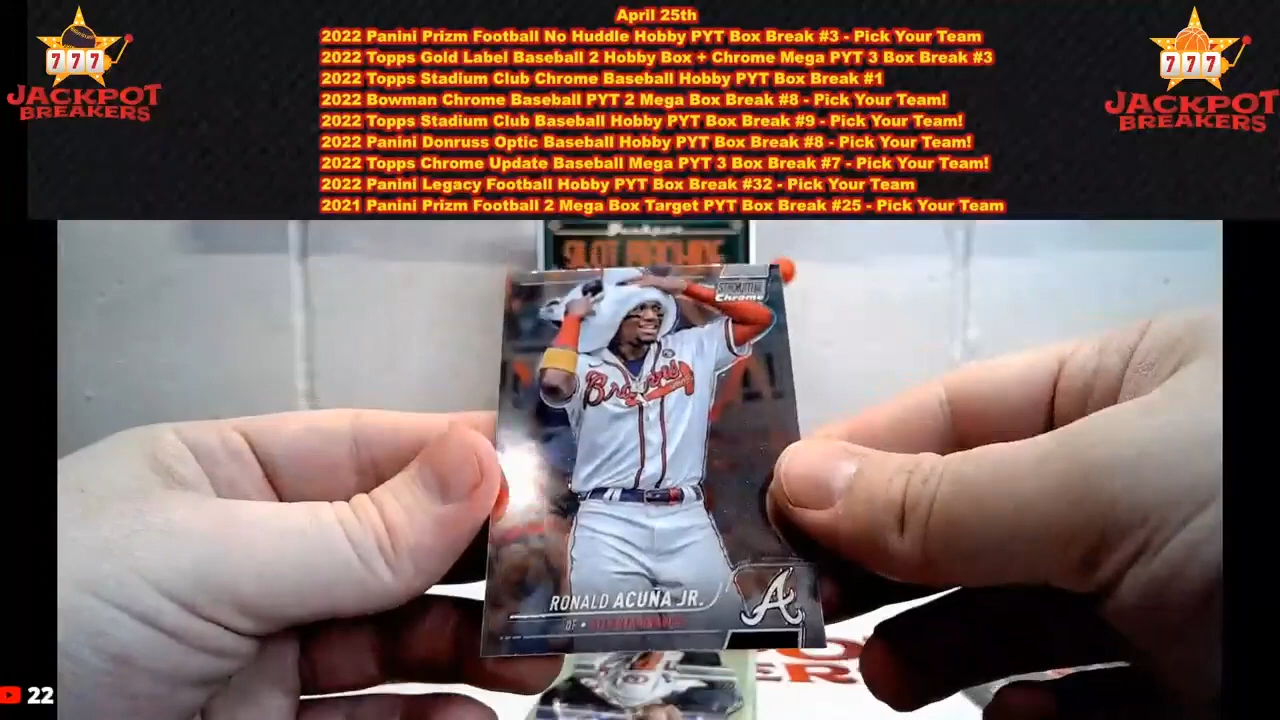 April 25th
2022 Panini Prizm Football No Huddle Hobby PYT Box Break #3 - Pick Your Team
2022 Topps Gold Label Baseball 2 Hobby Box + Chrome Mega PYT 3 Box Break #3
2022 Topps Stadium Club Chrome Baseball Hobby PYT Box Break #1
2022 Bowman Chrome Baseball PYT 2 Mega Box Break #8 - Pick Your Team!
2022 Topps Stadium Club Baseball Hobby PYT Box Break #9 - Pick Your Team!
2022 Panini Donruss Optic Baseball Hobby PYT Box Break #8 - Pick Your Team!
2022 Topps Chrome Update Baseball Mega PYT 3 Box Break #7 - Pick Your Team!
2022 Panini Legacy Football Hobby PYT Box Break #32 - Pick Your Team
2021 Panini Prizm Football 2 Mega Box Target PYT Box Break #25 - Pick Your Team
777
JACKPOT
BREAKERS
777
JACKPOT
BREAKERS
SLOT MACHINE
STADIUM CLUB
Chrome
Braves
RONALD ACUÑA JR.
OF
A
22